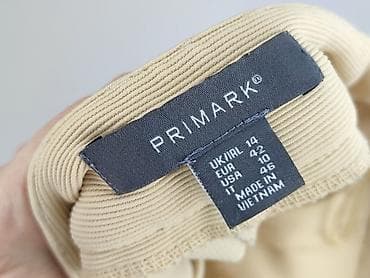 PRIMARK®
UK/IRL 14
EUR 42
USA 10
IT 46
MADE IN
VIETNAM